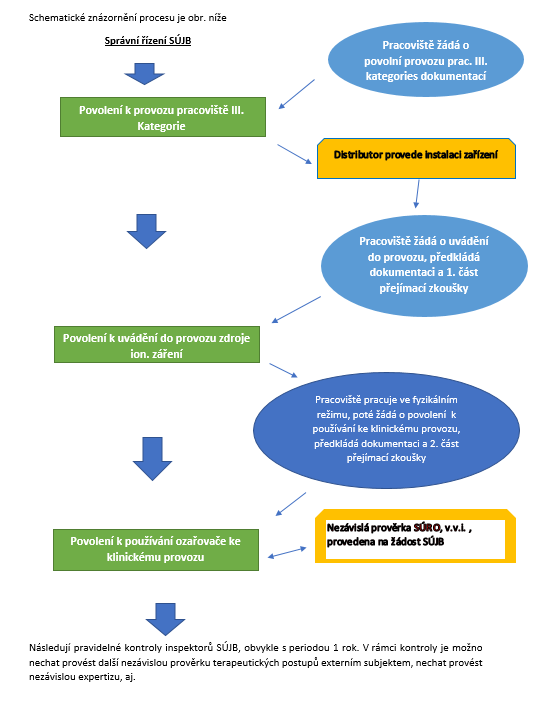 Schematické znázornění procesu je obr. níže
Správní řízení SÚJB
Pracoviště žádá o
povolní provozu prac. III.
kategories dokumentací
Povolení k provozu pracoviště III.
Kategorie
Distributor provede instalaci zařízení
Pracoviště žádá o uvádění
do provozu, předkládá
dokumentaci a 1. část
přejímací zkoušky
Povolení k uvádění do provozu zdroje
ion. záření
Pracoviště pracuje ve fyzikálním
režimu, poté žádá o povolení k
používání ke klinickému provozu,
předkládá dokumentaci a 2. část
přejímací zkoušky
Nezávislá prověrka SÚRO, v.v.i. ,
provedena na žádost SÚJB
Povolení k používání ozařovače ke
klinickému provozu
Následují pravidelné kontroly inspektorů SÚJB, obvykle s periodou 1 rok. V rámci kontroly je možno
nechat provést další nezávislou prověrku terapeutických postupů externím subjektem, nechat provést
nezávislou expertizu, aj.